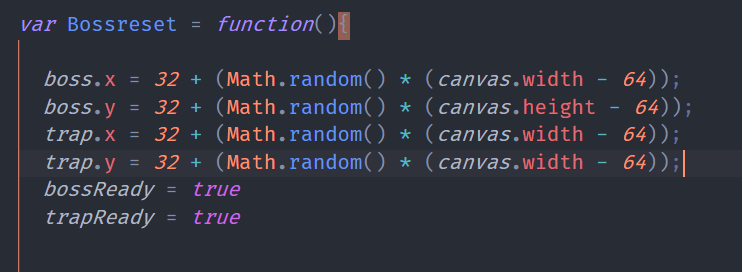 var Bossreset = function(){
boss.x = 32 + (Math.random() * (canvas.width - 64));
boss.y = 32 + (Math.random() * (canvas.height - 64));
trap.x = 32 + (Math.random() * (canvas.width - 64));
trap.y = 32 + (Math.random() * (canvas.width - 64));
bossReady = true
trapReady = true